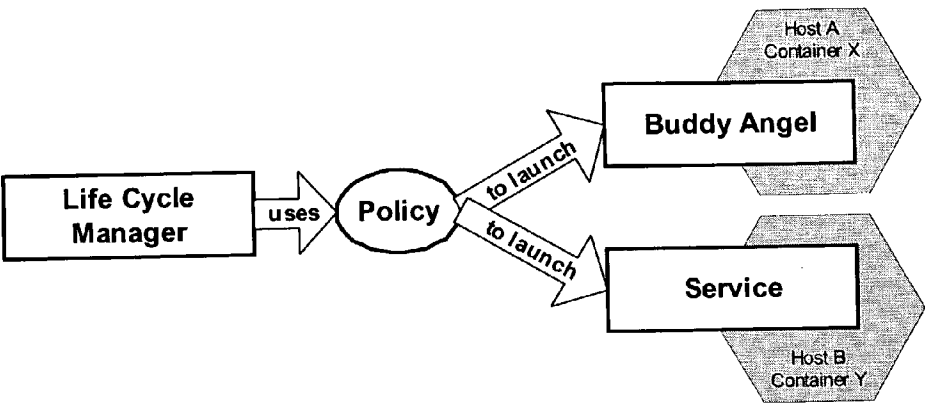 Life Cycle
Manager
uses
Policy
to launch
to launch
Host A
Container X
Buddy Angel
Service
Host B
Container Y